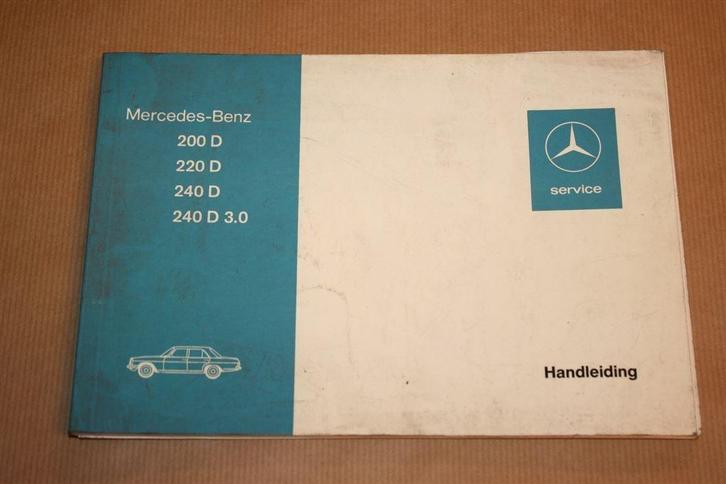 Mercedes-Benz
200 D
220 D
240 D
240 D 3.0
service
Handleiding